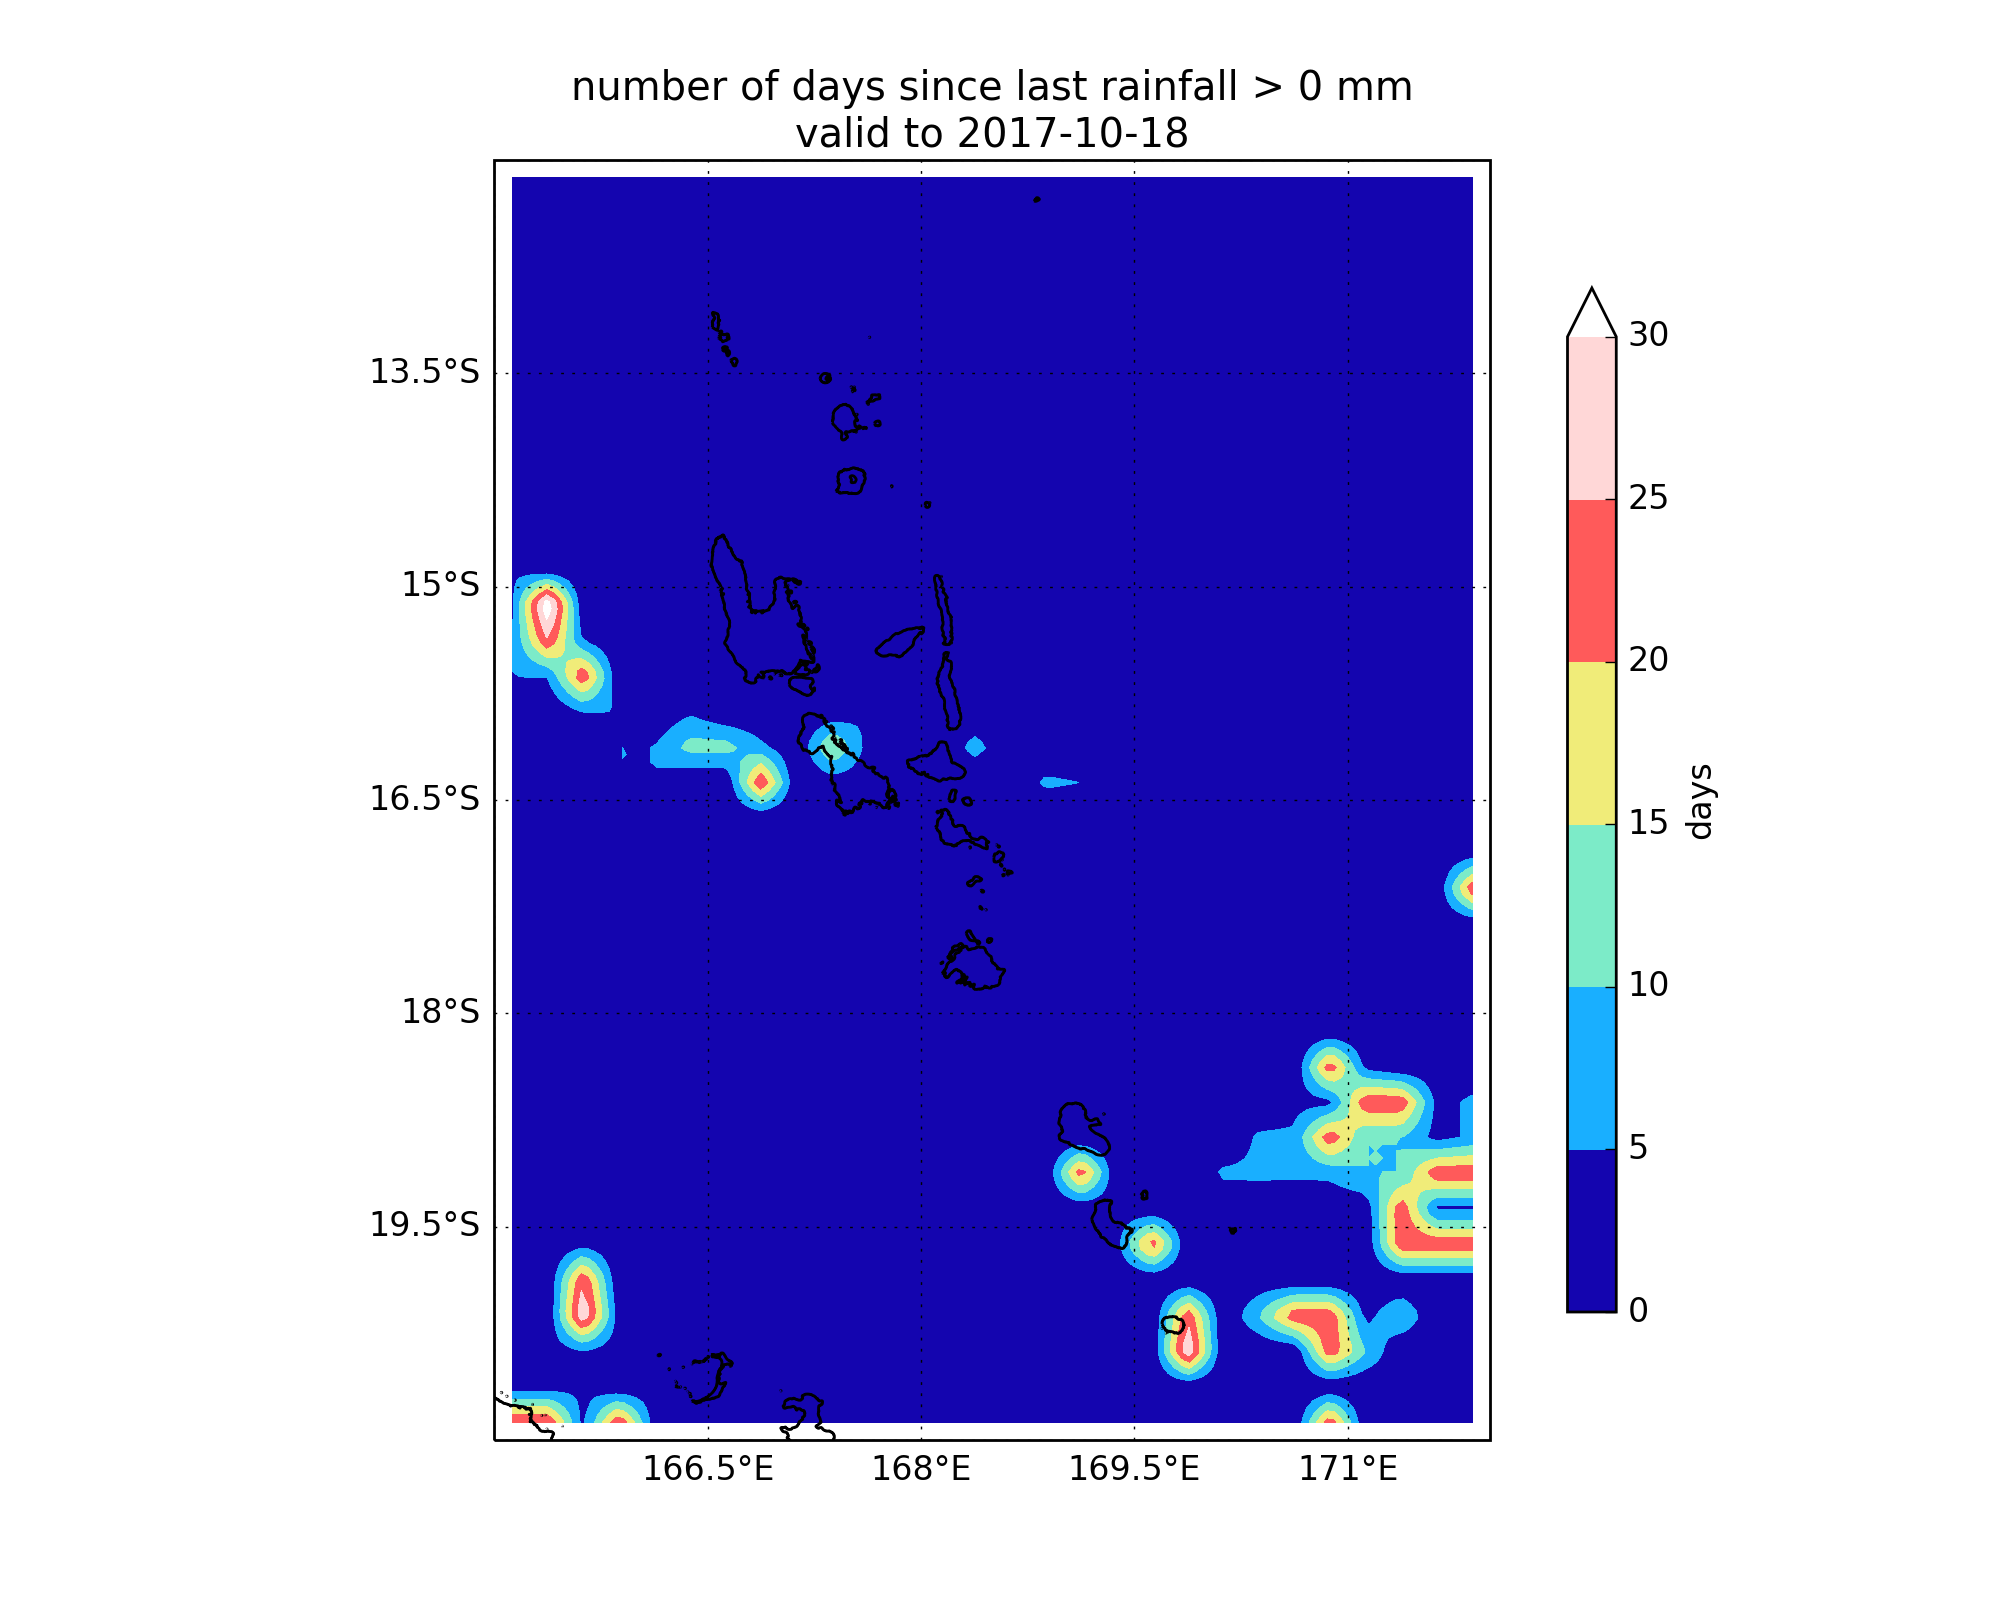 number of days since last rainfall > 0 mm
valid to 2017-10-18
13.5°S
15°S
16.5°S
18°S
19.5°S
166.5°E
168°E
169.5°E
171°E
30
25
20
15
10
5
0
days